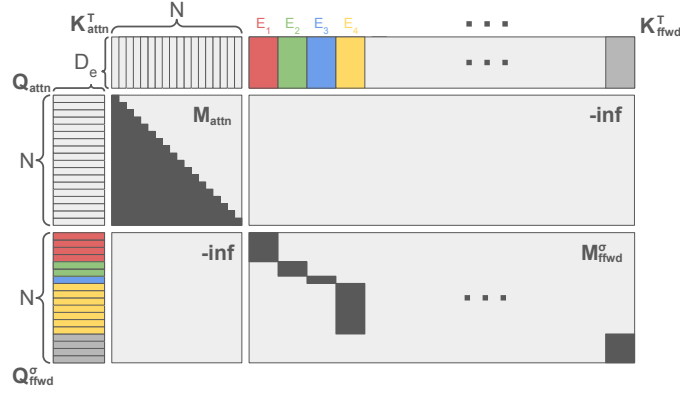 N
K^T_attn
E_1 E_2 E_3 E_4
K^T_ffwd
D_e
Q_attn
N
M_attn
-inf
N
-inf
M^σ_ffwd
Q^σ_ffwd